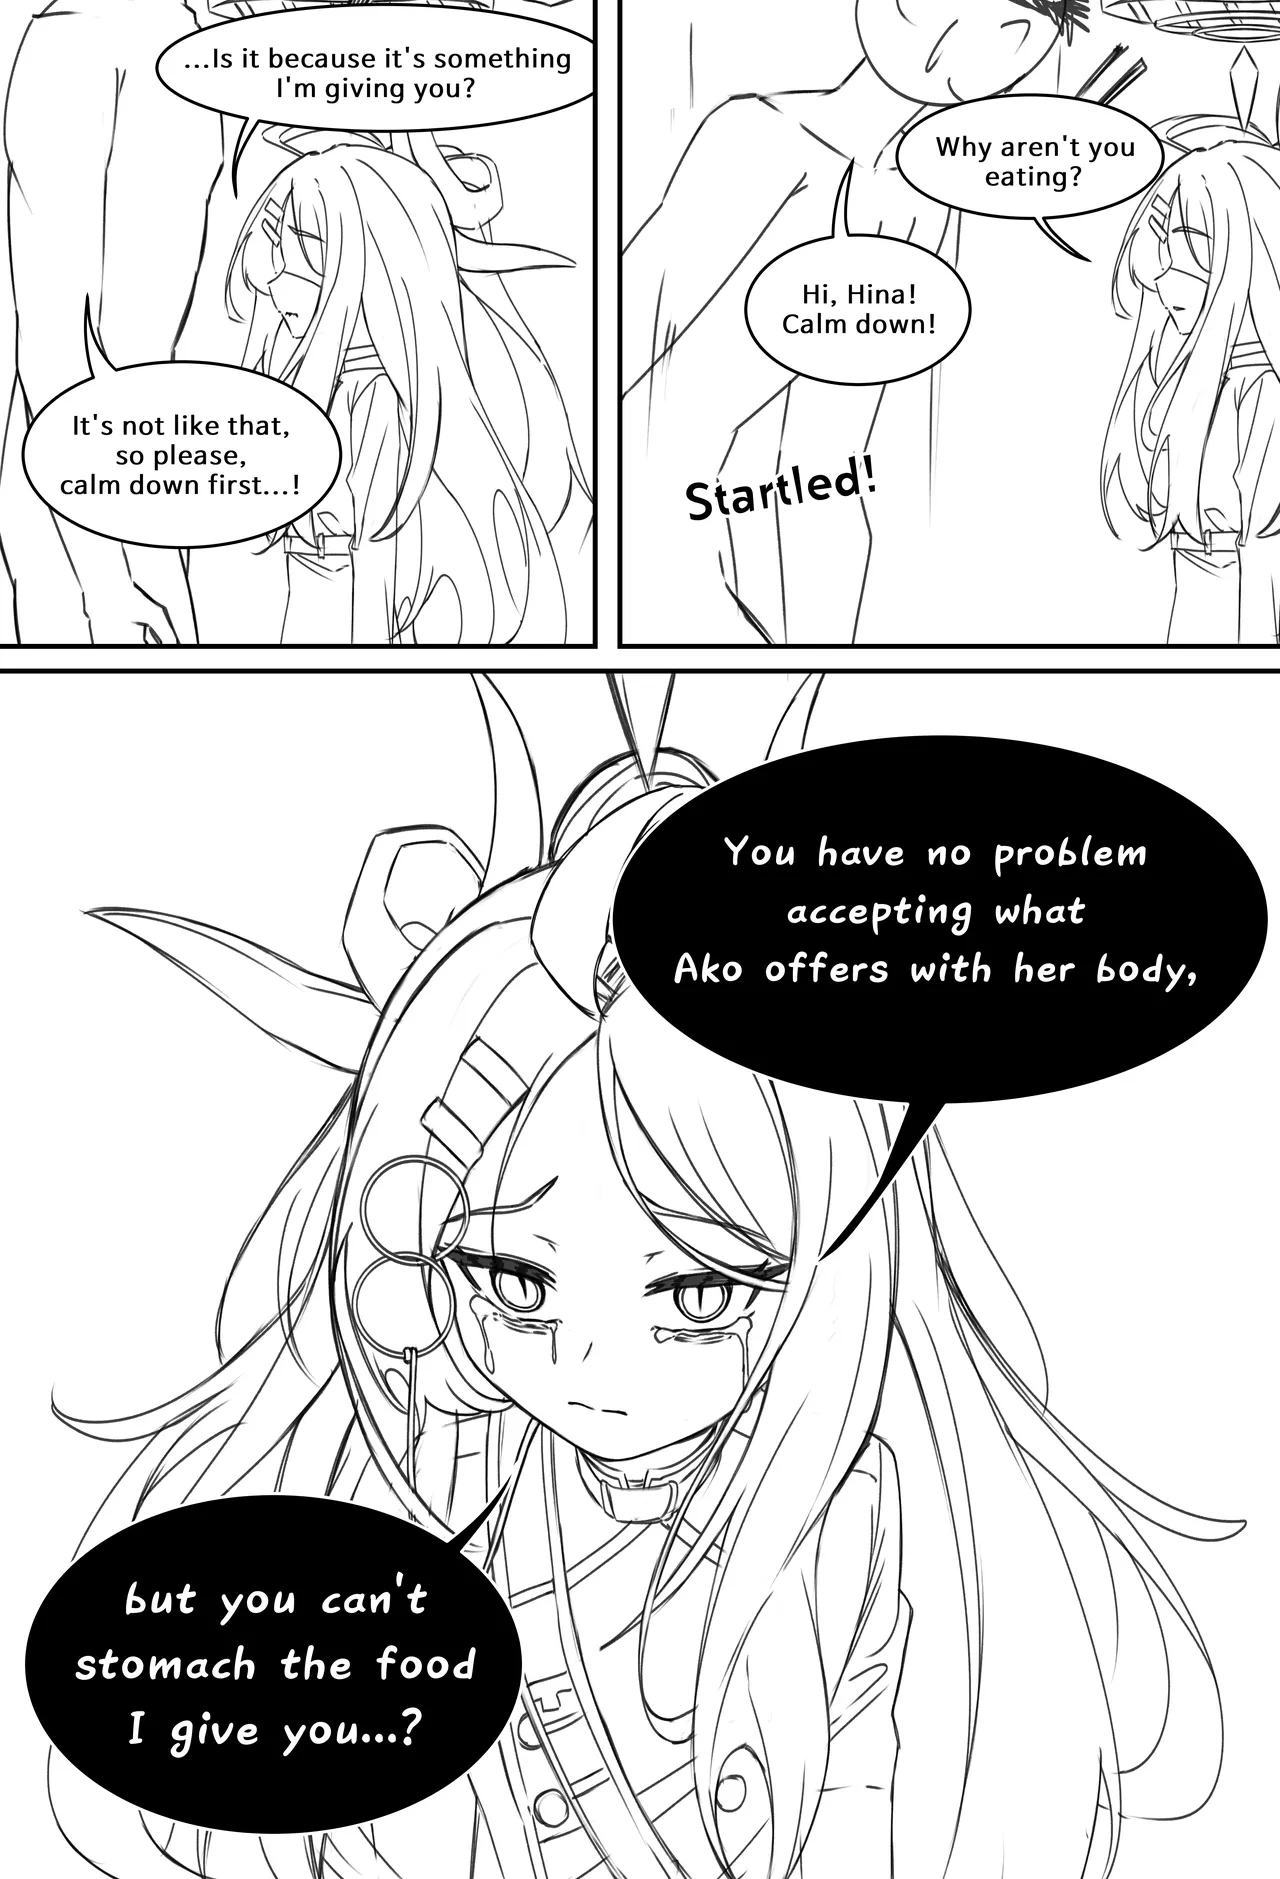 Why aren't you
eating?
Hi, Hina!
Calm down!
Startled!
...Is it because it's something
I'm giving you?
It's not like that,
so please,
calm down first...!
You have no problem
accepting what
Ako offers with her body,
but you can't
stomach the food
I give you...?